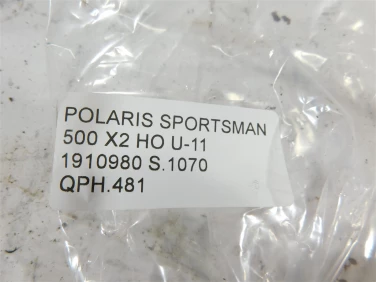 POLARIS SPORTSMAN
500 X2 HO U-11
1910980 S.1070
QPH.481